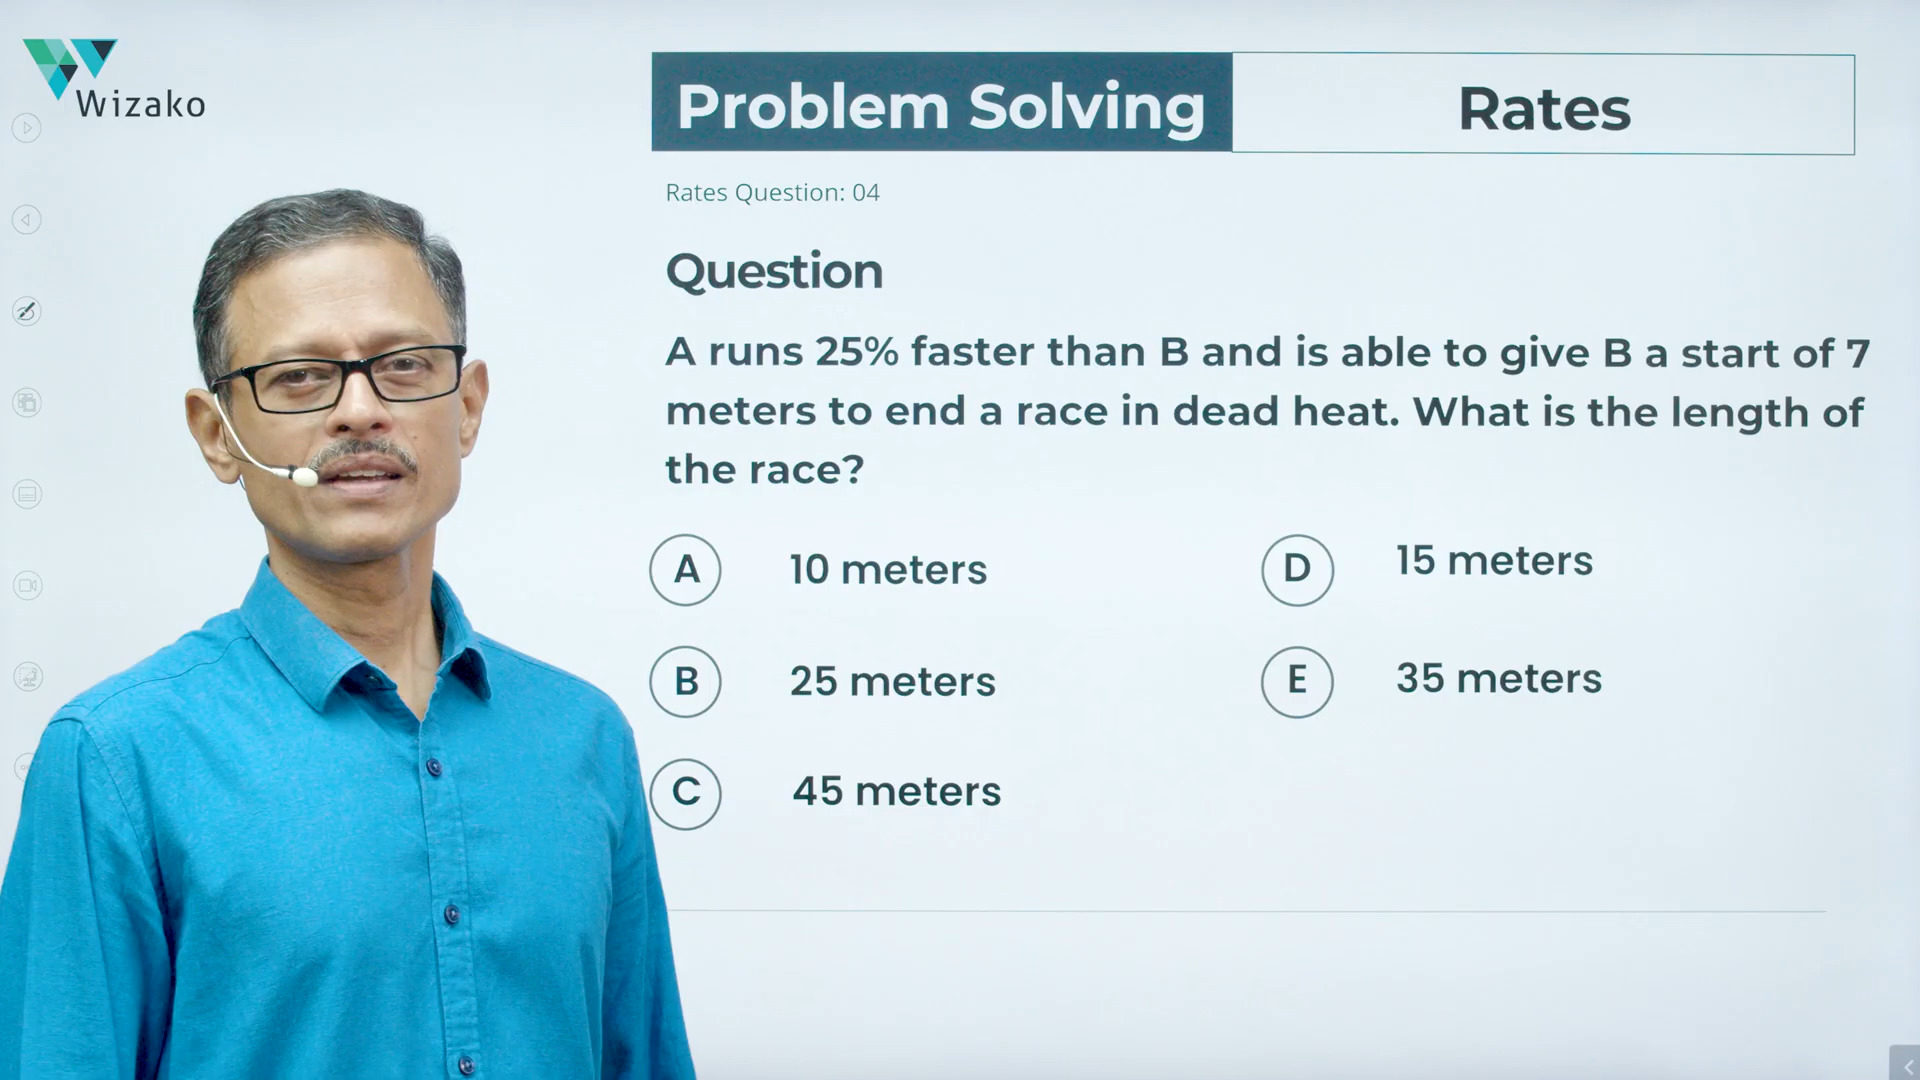 Wizako
Problem Solving
Rates
Rates Question: 04
Question
A runs 25% faster than B and is able to give B a start of 7
meters to end a race in dead heat. What is the length of
the race?
A 10 meters
D 15 meters
B 25 meters
E 35 meters
C 45 meters